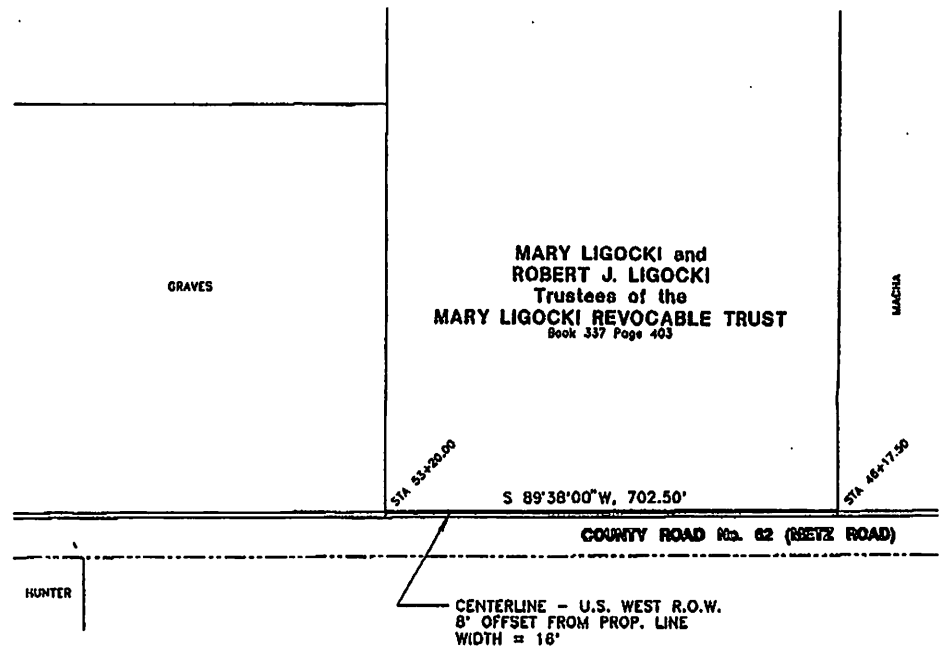 GRAVES
MARY LIGOCKI and
ROBERT J. LIGOCKI
Trustees of the
MARY LIGOCKI REVOCABLE TRUST
Book 337 Page 403
MACHA
STA 53+20.00
S 89°38'00"W, 702.50'
STA 46+17.50
COUNTY ROAD No. 62 (METZ ROAD)
HUNTER
CENTERLINE - U.S. WEST R.O.W.
8' OFFSET FROM PROP. LINE
WIDTH = 16'